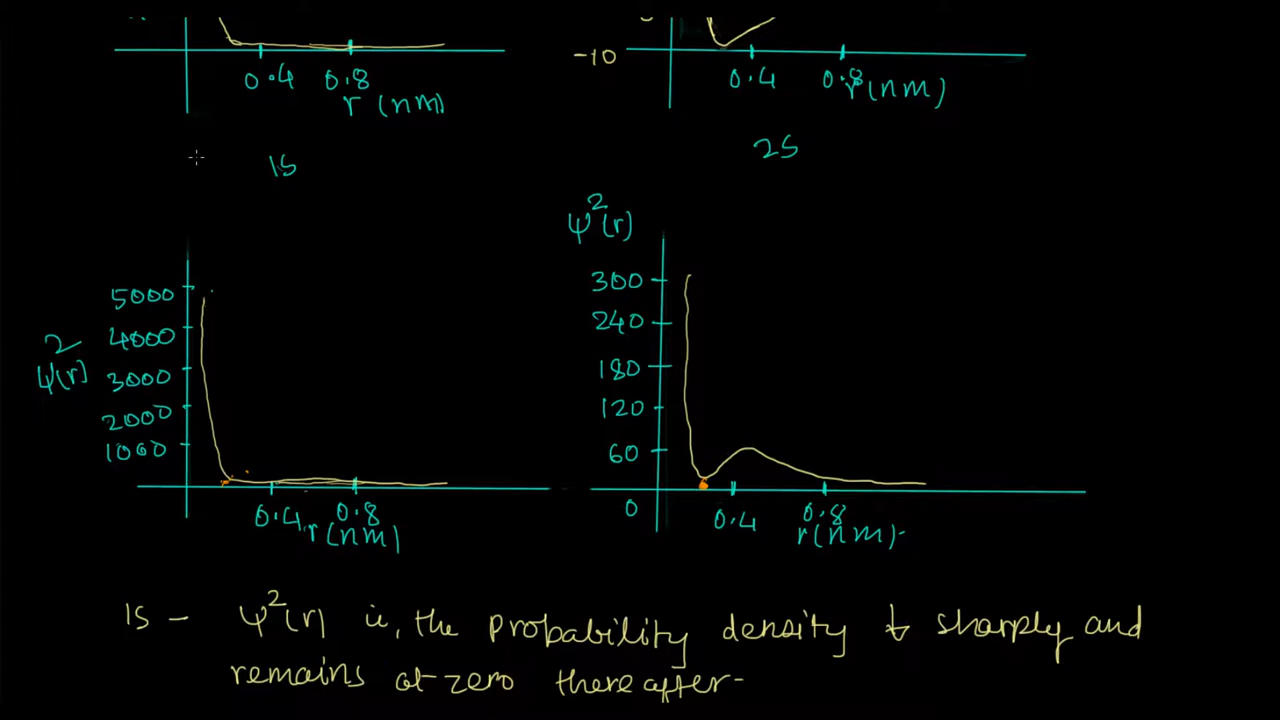 -10
0.4 0.8
r (nm)
0.4 0.8
r(nm)
1S
2S
ψ²(r)
5000
4000
3000
2000
1000
ψ²(r)
0.4 0.8
r(nm)
300
240
180
120
60
0
0.4 0.8
r(nm)
1S - ψ²(r) ie, the probability density ↓ sharply and
remains at zero thereafter-